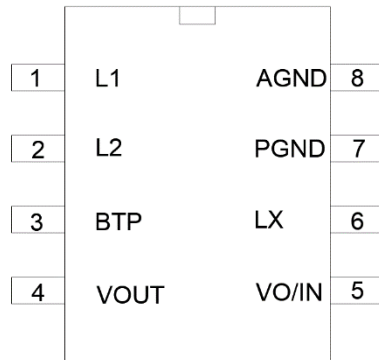 1 L1 AGND 8
2 L2 PGND 7
3 BTP LX 6
4 VOUT VO/IN 5